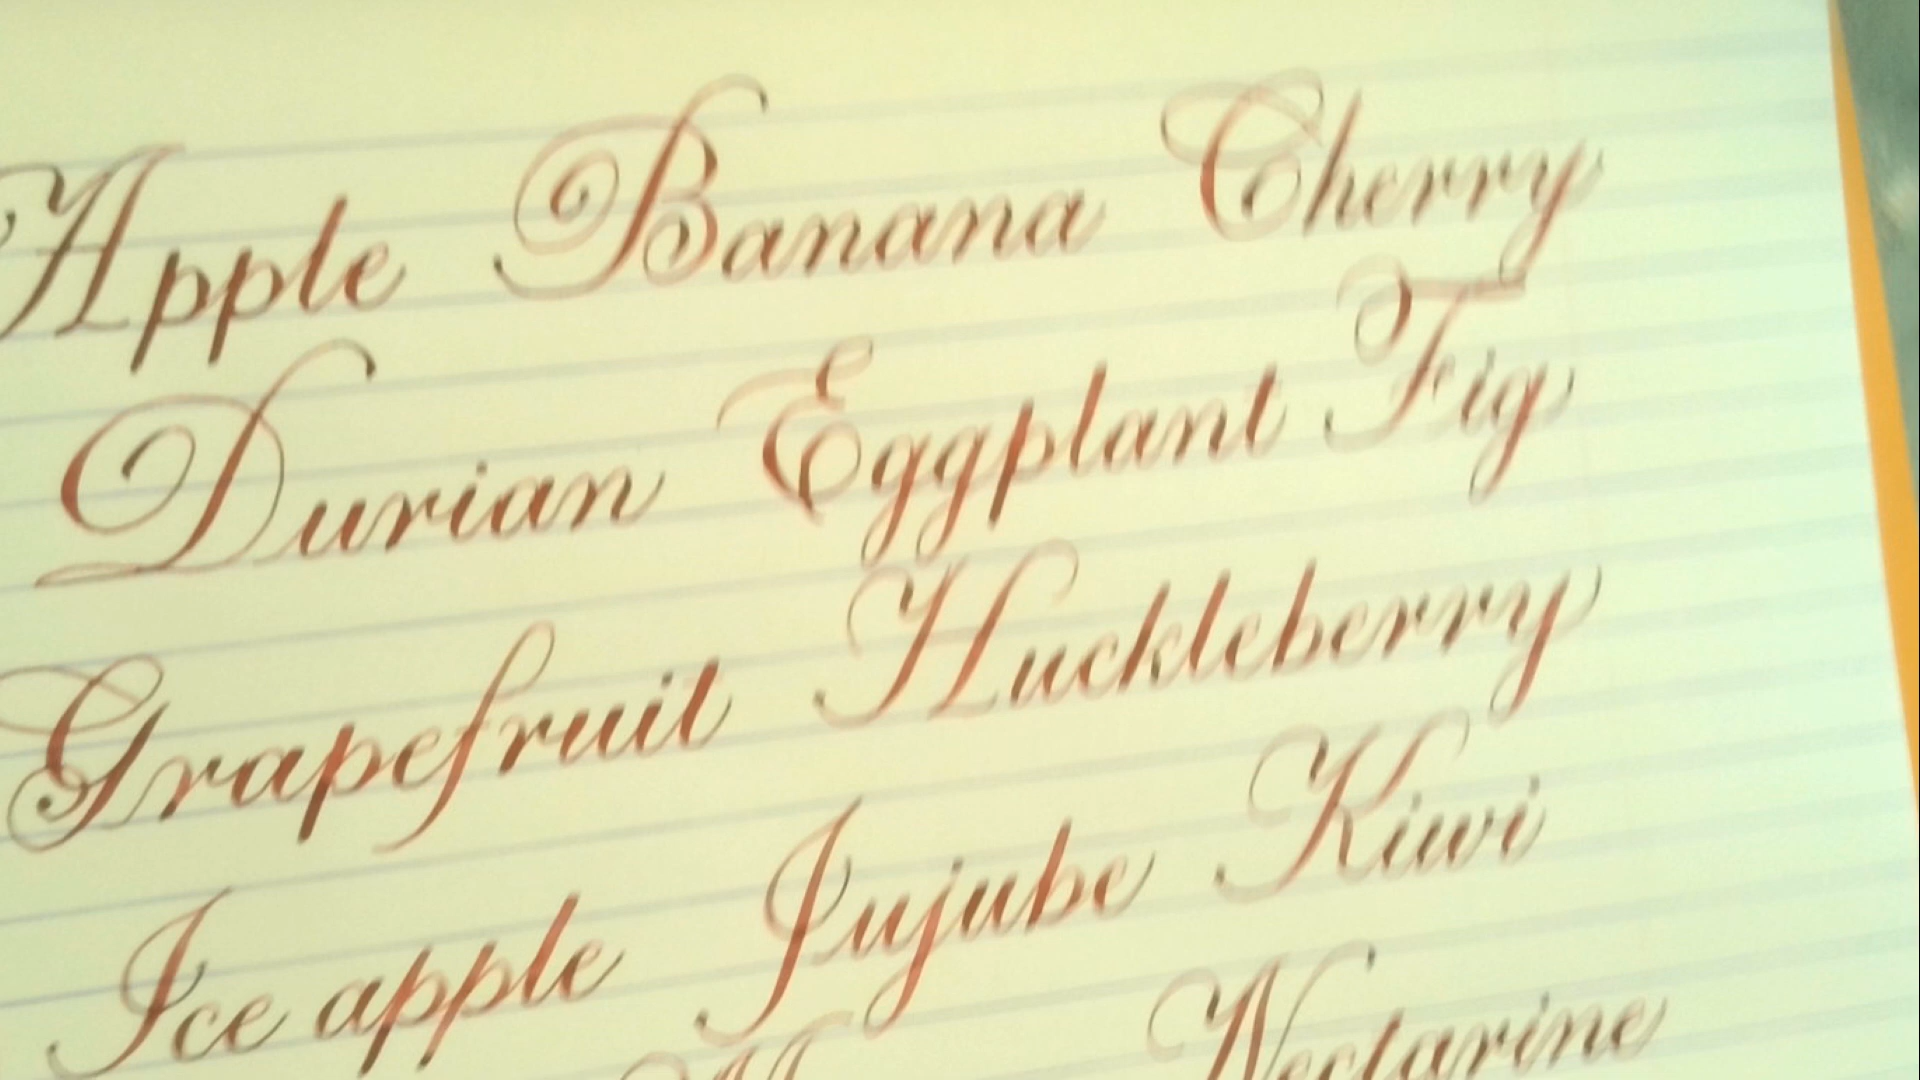 Apple Banana Cherry
Durian Eggplant Fig
Grapefruit Huckleberry
Ice apple Jujube Kiwi
Nectarine